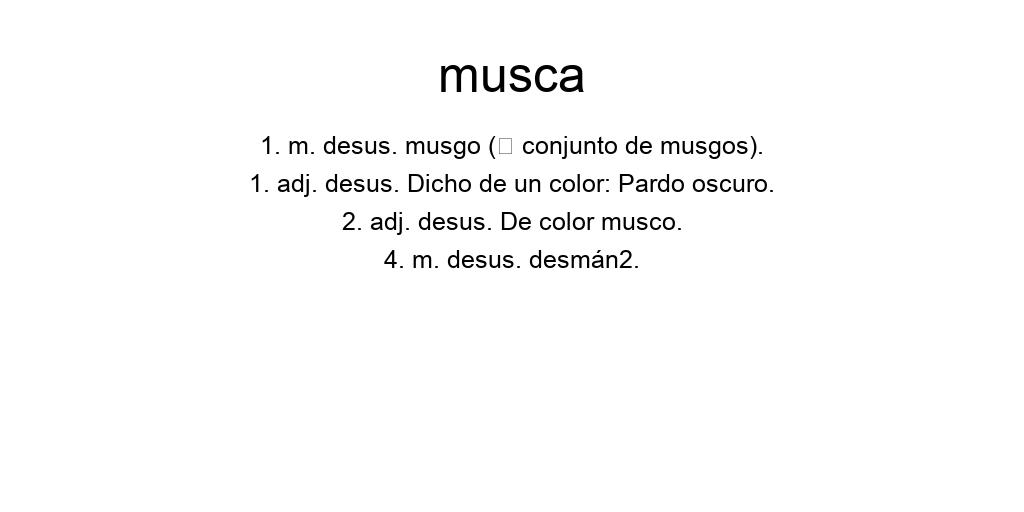 musca
1. m. desus. musgo (▯ conjunto de musgos).
1. adj. desus. Dicho de un color: Pardo oscuro.
2. adj. desus. De color musco.
4. m. desus. desmán2.